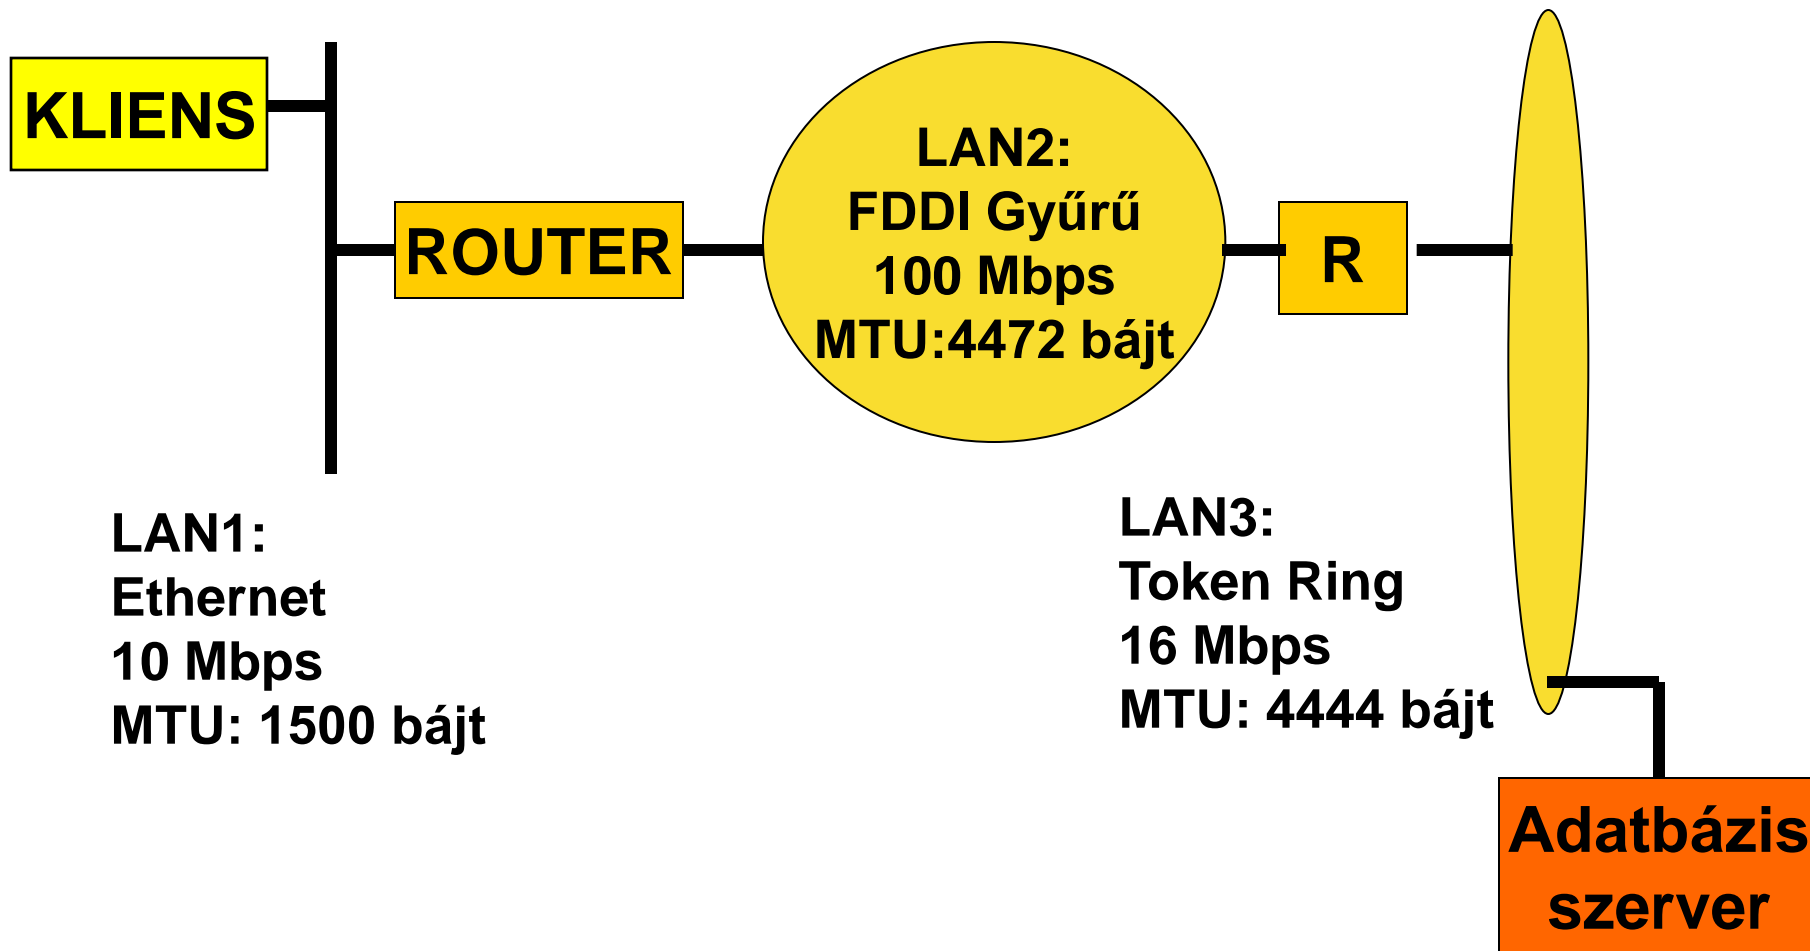 KLIENS
ROUTER
LAN2:
FDDI Gyűrű
100 Mbps
MTU:4472 bájt
R
LAN1:
Ethernet
10 Mbps
MTU: 1500 bájt
LAN3:
Token Ring
16 Mbps
MTU: 4444 bájt
Adatbázis
szerver